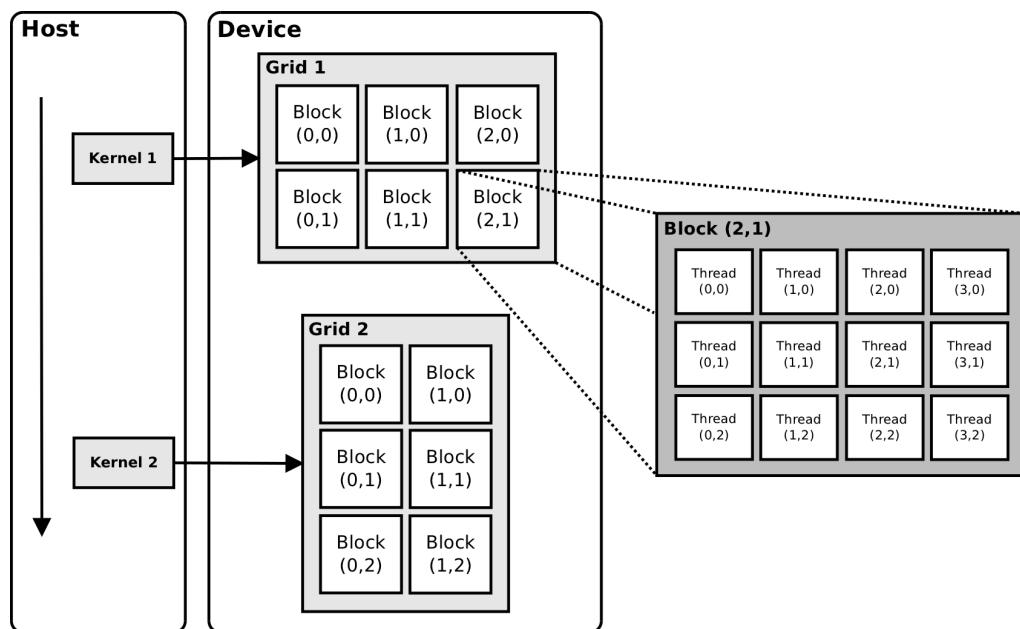 Host
Device
Grid 1
Block
(0,0)
Block
(1,0)
Block
(2,0)
Kernel 1
Block
(0,1)
Block
(1,1)
Block
(2,1)
Block (2,1)
Thread
(0,0)
Thread
(1,0)
Thread
(2,0)
Thread
(3,0)
Thread
(0,1)
Thread
(1,1)
Thread
(2,1)
Thread
(3,1)
Thread
(0,2)
Thread
(1,2)
Thread
(2,2)
Thread
(3,2)
Grid 2
Block
(0,0)
Block
(1,0)
Kernel 2
Block
(0,1)
Block
(1,1)
Block
(0,2)
Block
(1,2)